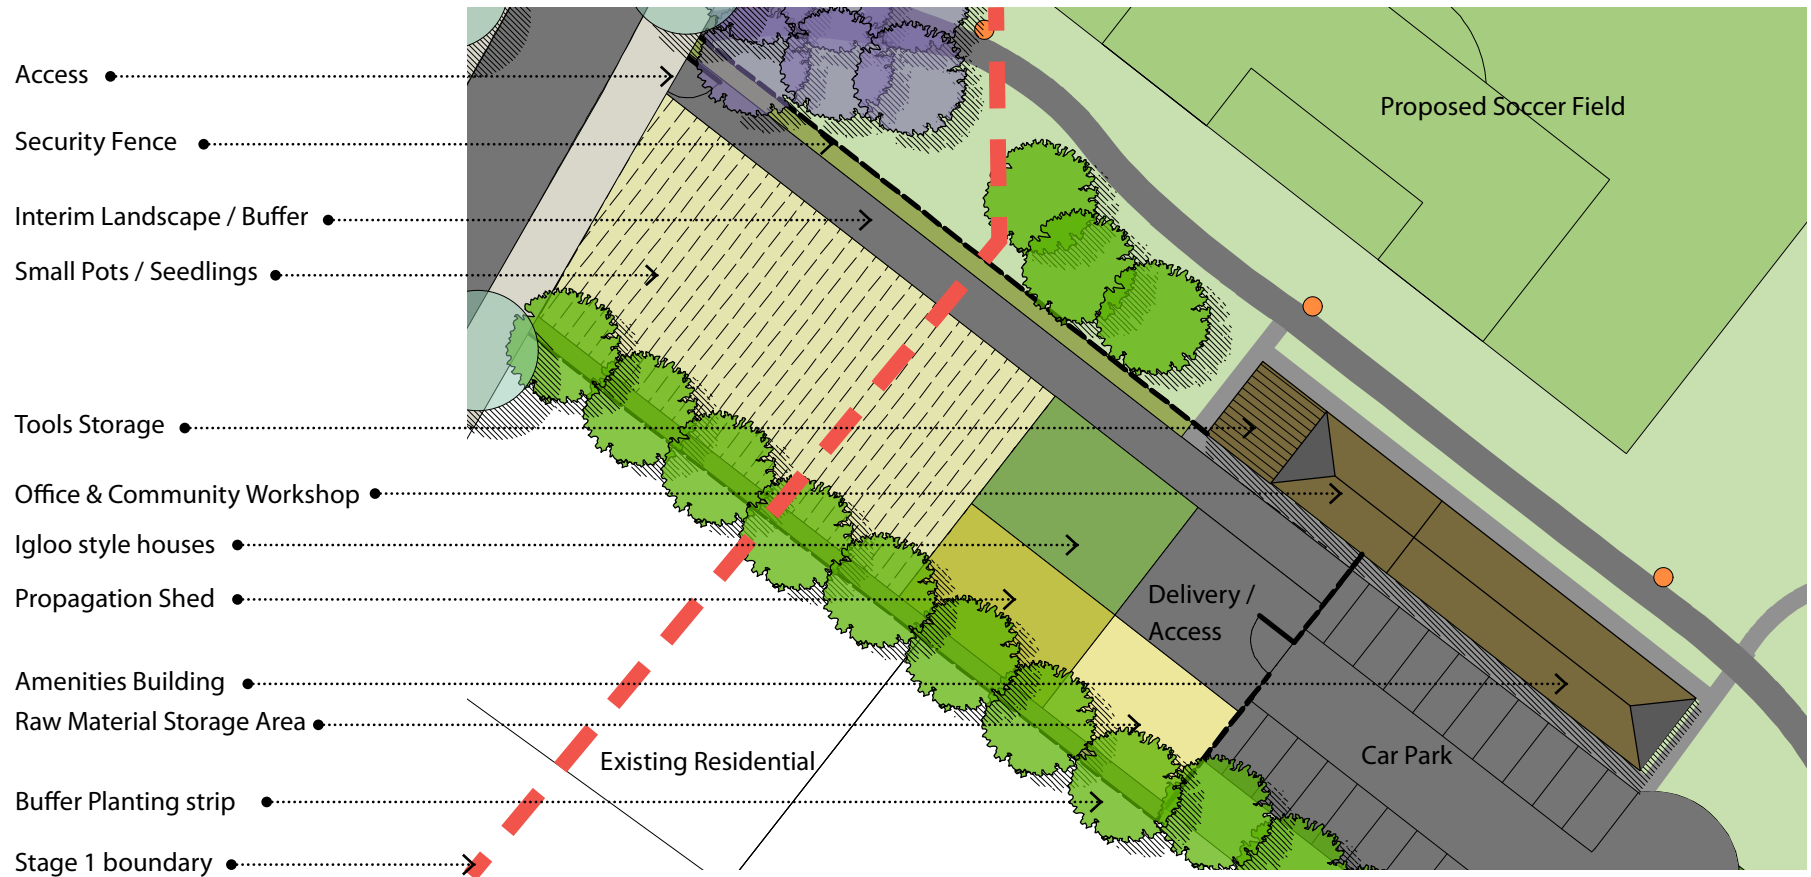 Access
Proposed Soccer Field
Security Fence
Interim Landscape / Buffer
Small Pots / Seedlings
Tools Storage
Office & Community Workshop
Igloo style houses
Propagation Shed
Delivery /
Access
Amenities Building
Raw Material Storage Area
Existing Residential
Car Park
Buffer Planting strip
Stage 1 boundary